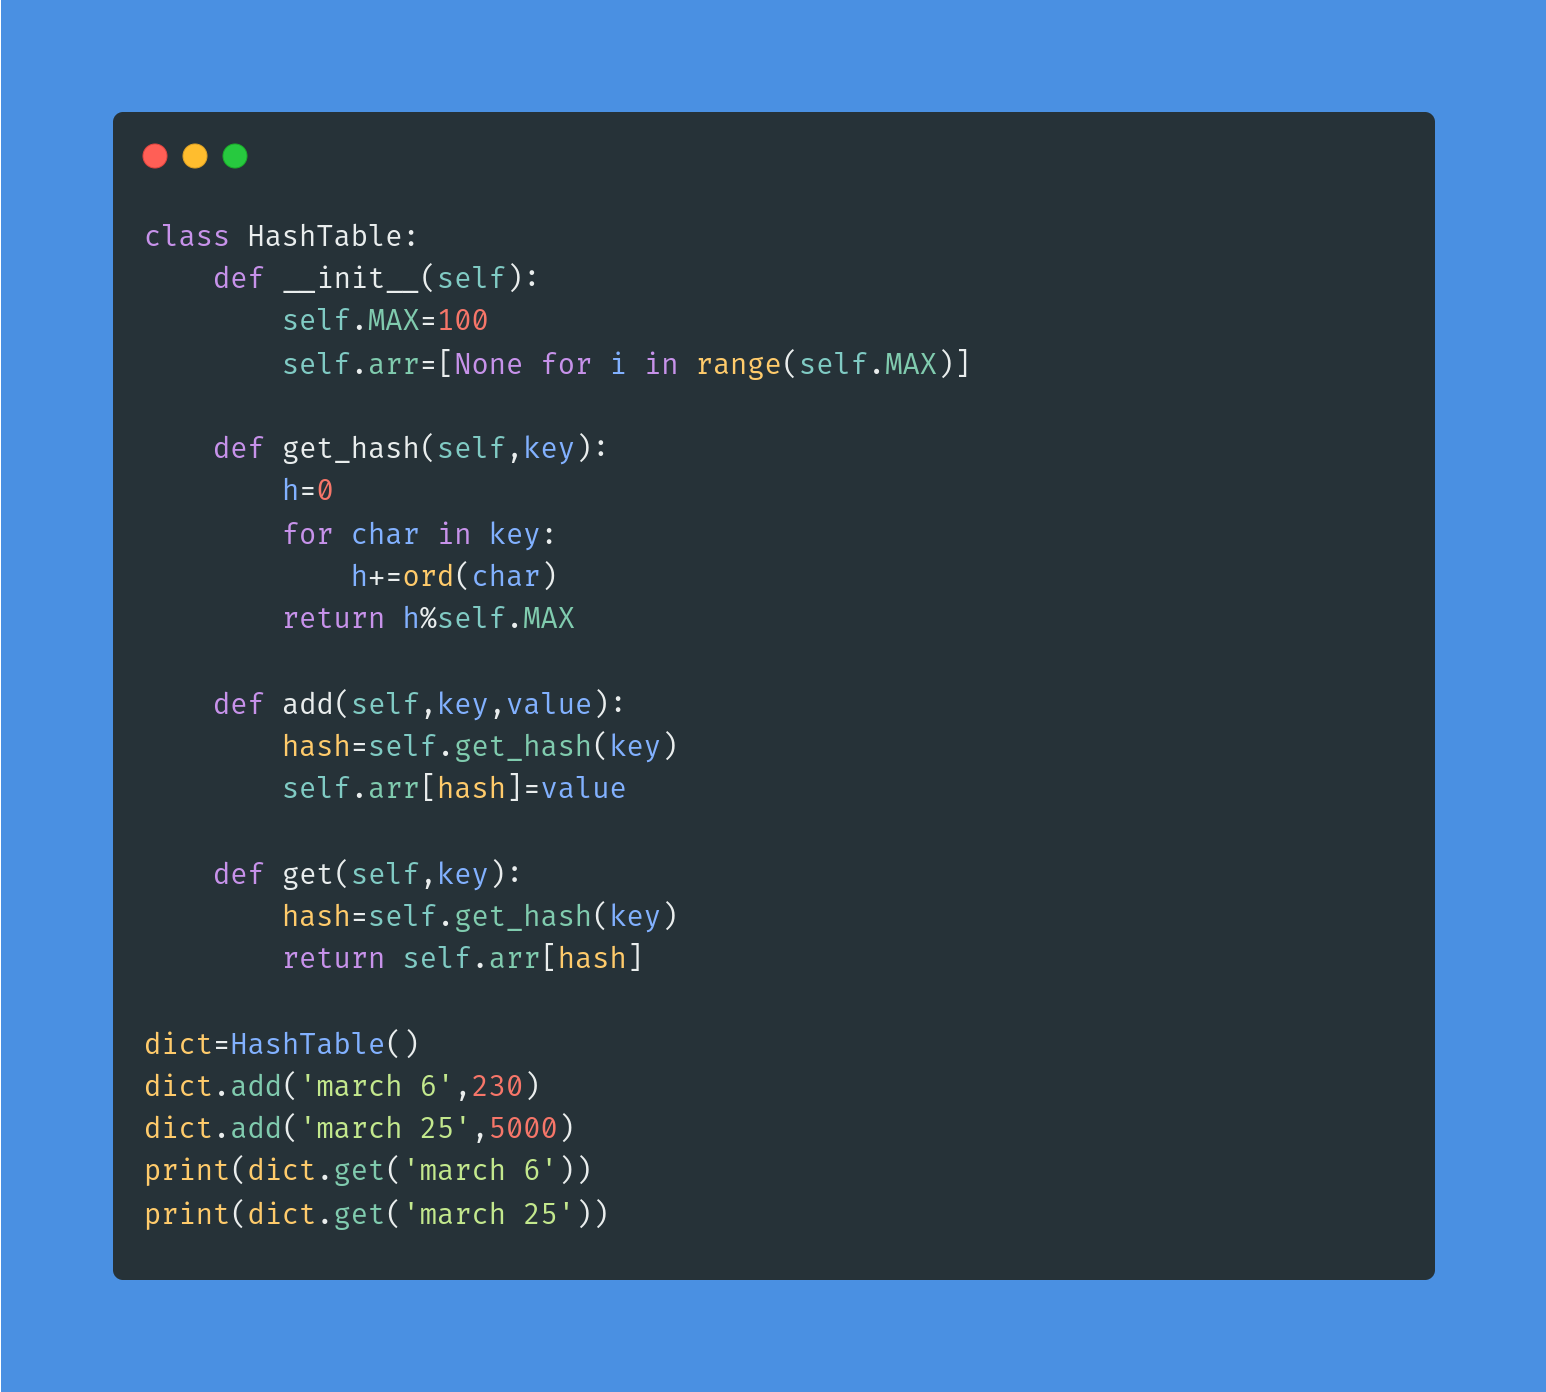 class HashTable:
    def __init__(self):
        self.MAX=100
        self.arr=[None for i in range(self.MAX)]

    def get_hash(self,key):
        h=0
        for char in key:
            h+=ord(char)
        return h%self.MAX

    def add(self,key,value):
        hash=self.get_hash(key)
        self.arr[hash]=value

    def get(self,key):
        hash=self.get_hash(key)
        return self.arr[hash]

dict=HashTable()
dict.add('march 6',230)
dict.add('march 25',5000)
print(dict.get('march 6'))
print(dict.get('march 25'))